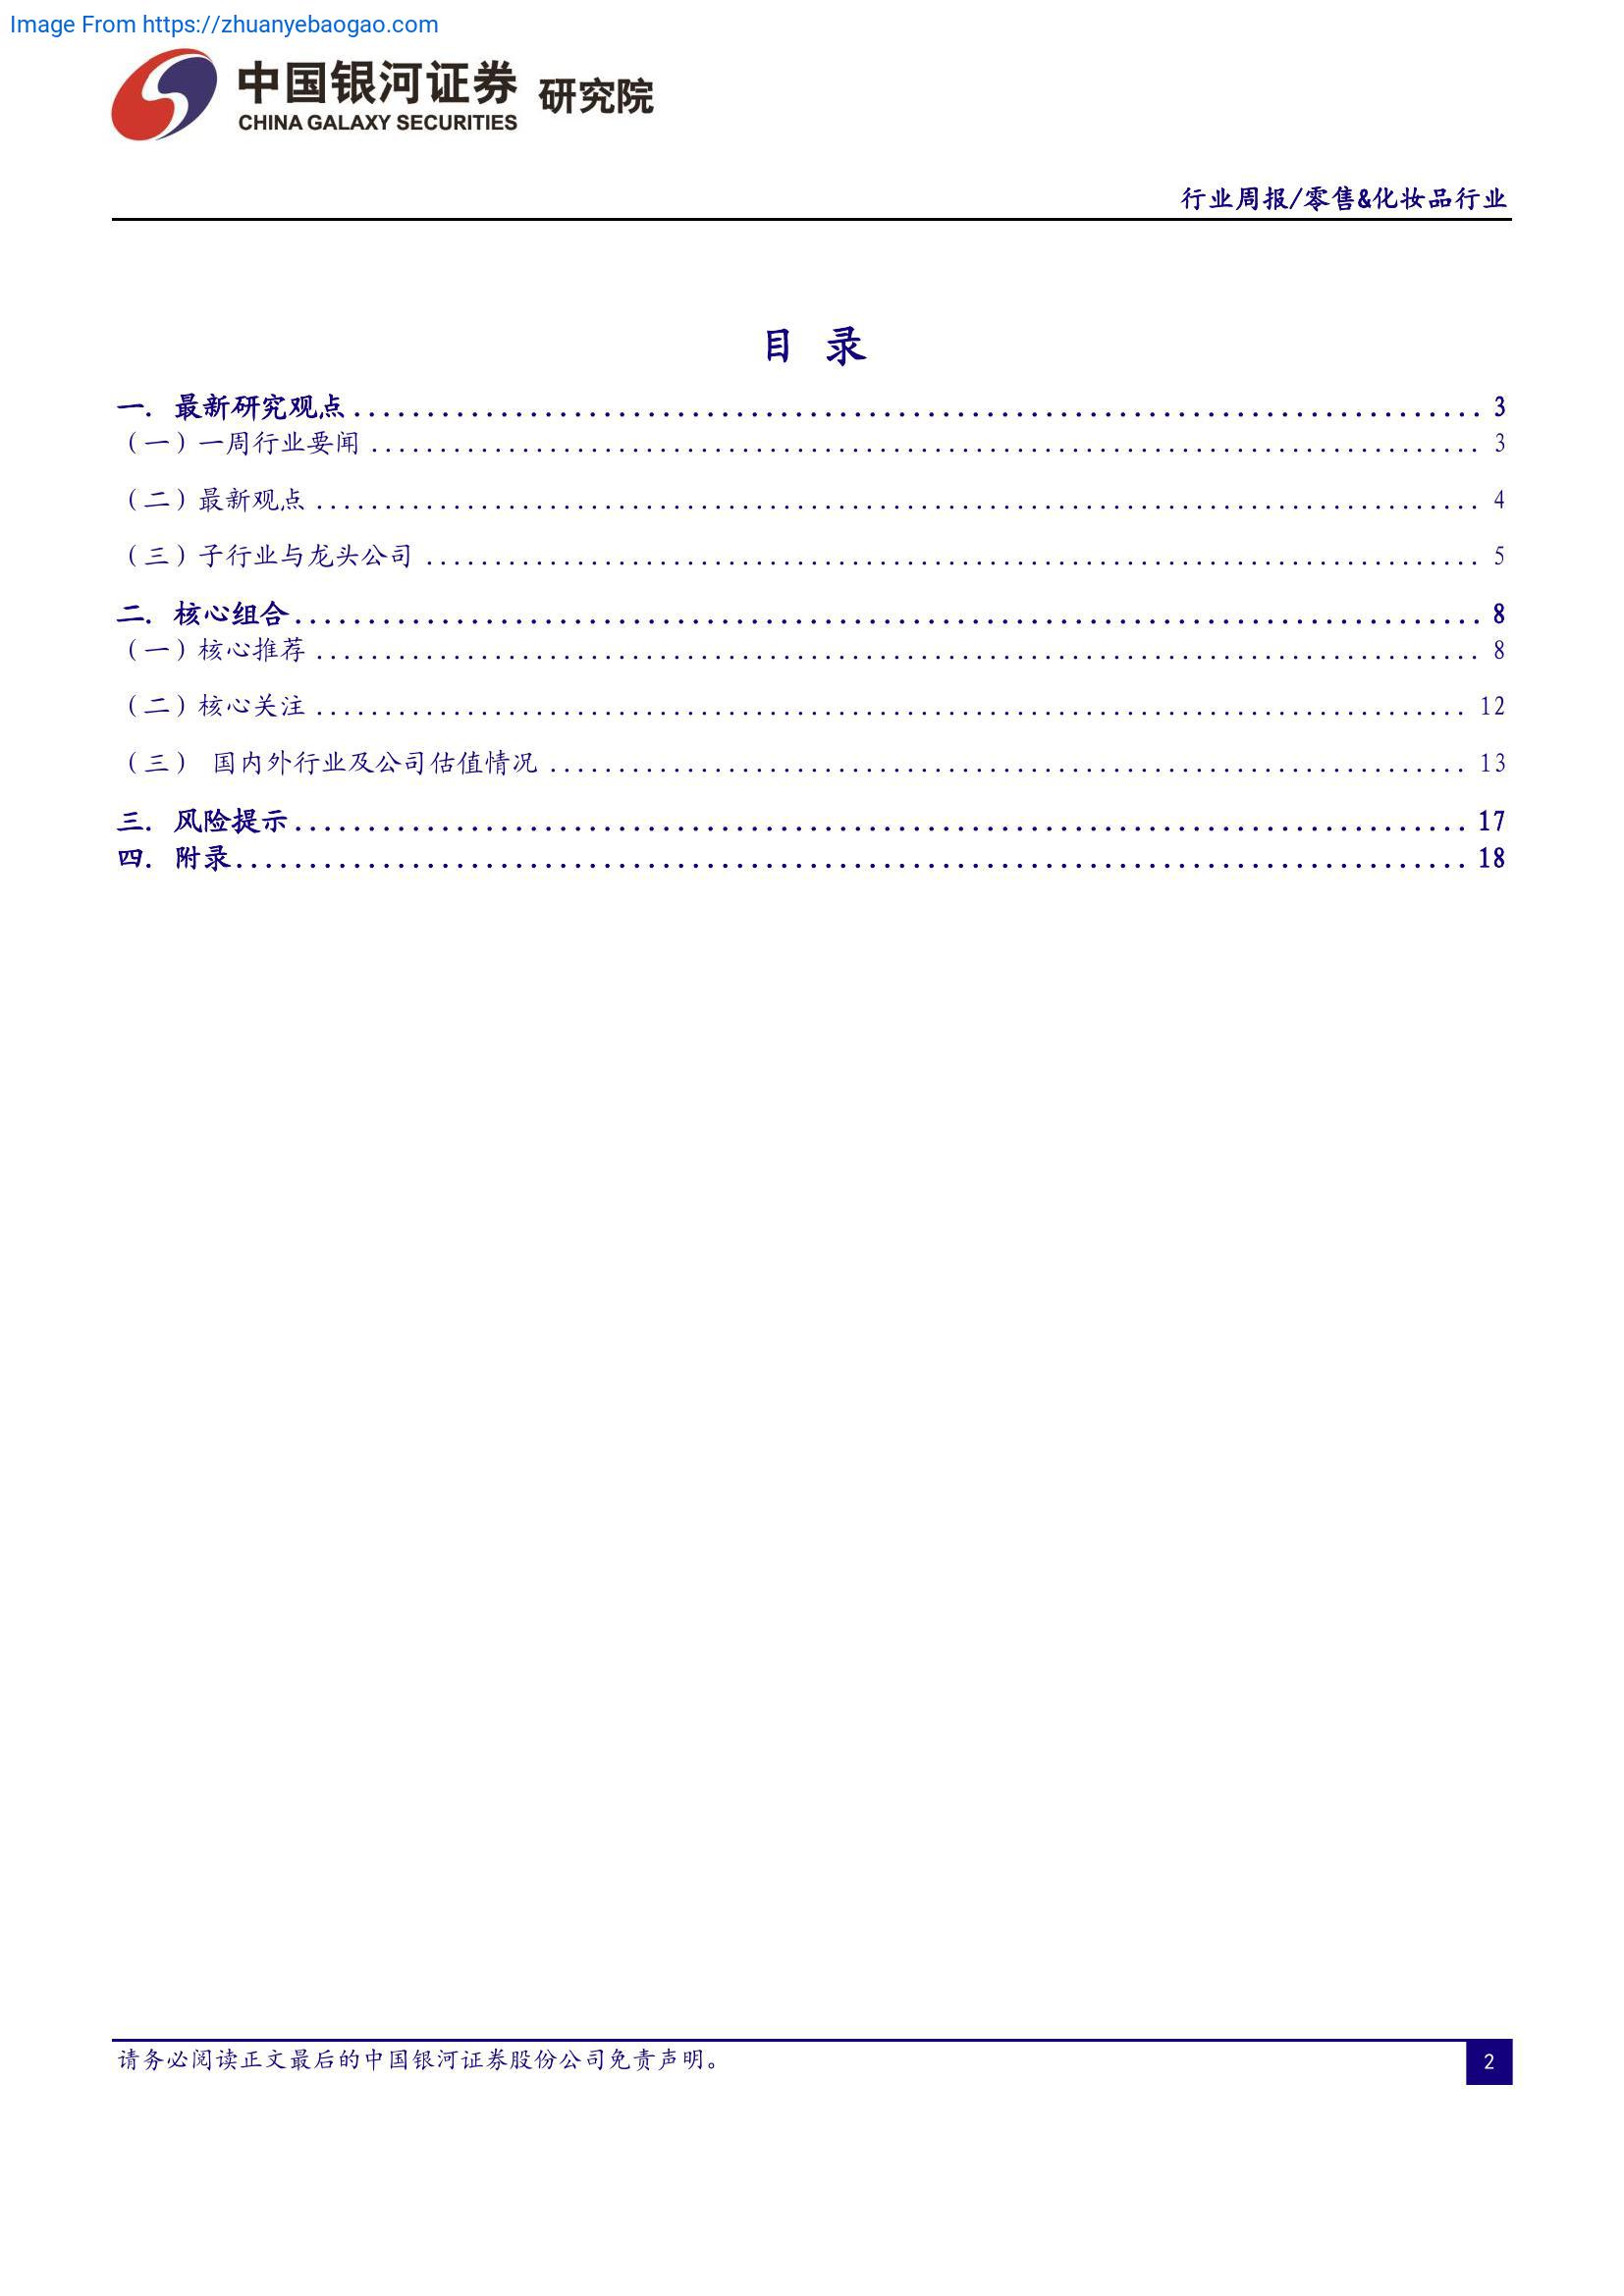 Image From https://zhuanyebaogao.com
中国银河证券 研究院
CHINA GALAXY SECURITIES
行业周报/零售&化妆品行业
目 录
一. 最新研究观点 3
（一）一周行业要闻 3
（二）最新观点 4
（三）子行业与龙头公司 5
二. 核心组合 8
（一）核心推荐 8
（二）核心关注 12
（三） 国内外行业及公司估值情况 13
三. 风险提示 17
四. 附录 18
请务必阅读正文最后的中国银河证券股份公司免责声明。
2